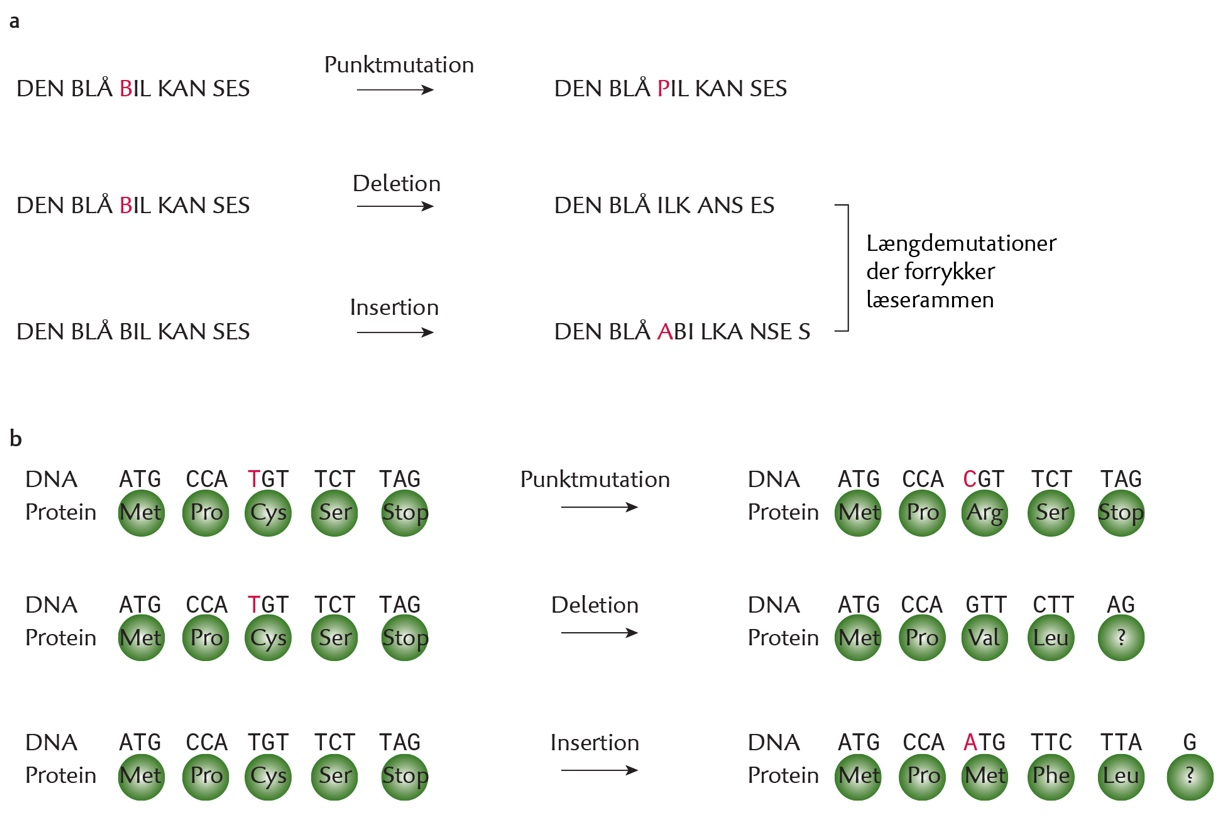 a
DEN BLÅ BIL KAN SES
Punktmutation
DEN BLÅ PIL KAN SES
DEN BLÅ BIL KAN SES
Deletion
DEN BLÅ ILK ANS ES
Længdemutationer
der forrykker
læserammen
DEN BLÅ BIL KAN SES
Insertion
DEN BLÅ ABI LKA NSE S
b
DNA ATG CCA TGT TCT TAG
Protein Met Pro Cys Ser Stop
Punktmutation
DNA ATG CCA CGT TCT TAG
Protein Met Pro Arg Ser Stop
DNA ATG CCA TGT TCT TAG
Protein Met Pro Cys Ser Stop
Deletion
DNA ATG CCA GTT CTT AG
Protein Met Pro Val Leu ?
DNA ATG CCA TGT TCT TAG
Protein Met Pro Cys Ser Stop
Insertion
DNA ATG CCA ATG TTC TTA G
Protein Met Pro Met Phe Leu ?